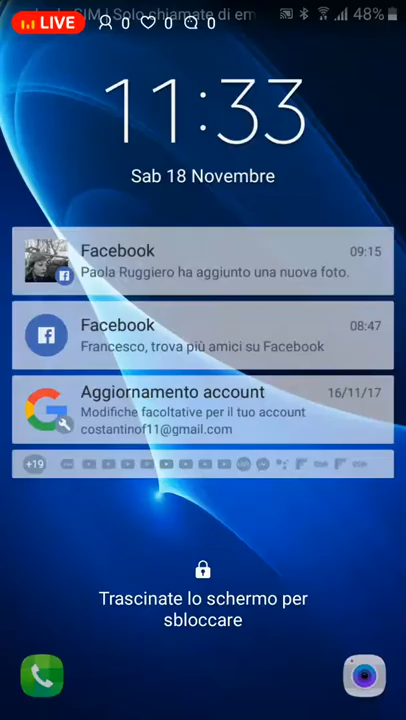 SIM | Solo chiamate di em
48%
LIVE 0 0 0
11:33
Sab 18 Novembre
Facebook 09:15
Paola Ruggiero ha aggiunto una nuova foto.
Facebook 08:47
Francesco, trova più amici su Facebook
Aggiornamento account 16/11/17
Modifiche facoltative per il tuo account
costantinof11@gmail.com
+19
Trascinate lo schermo per
sbloccare